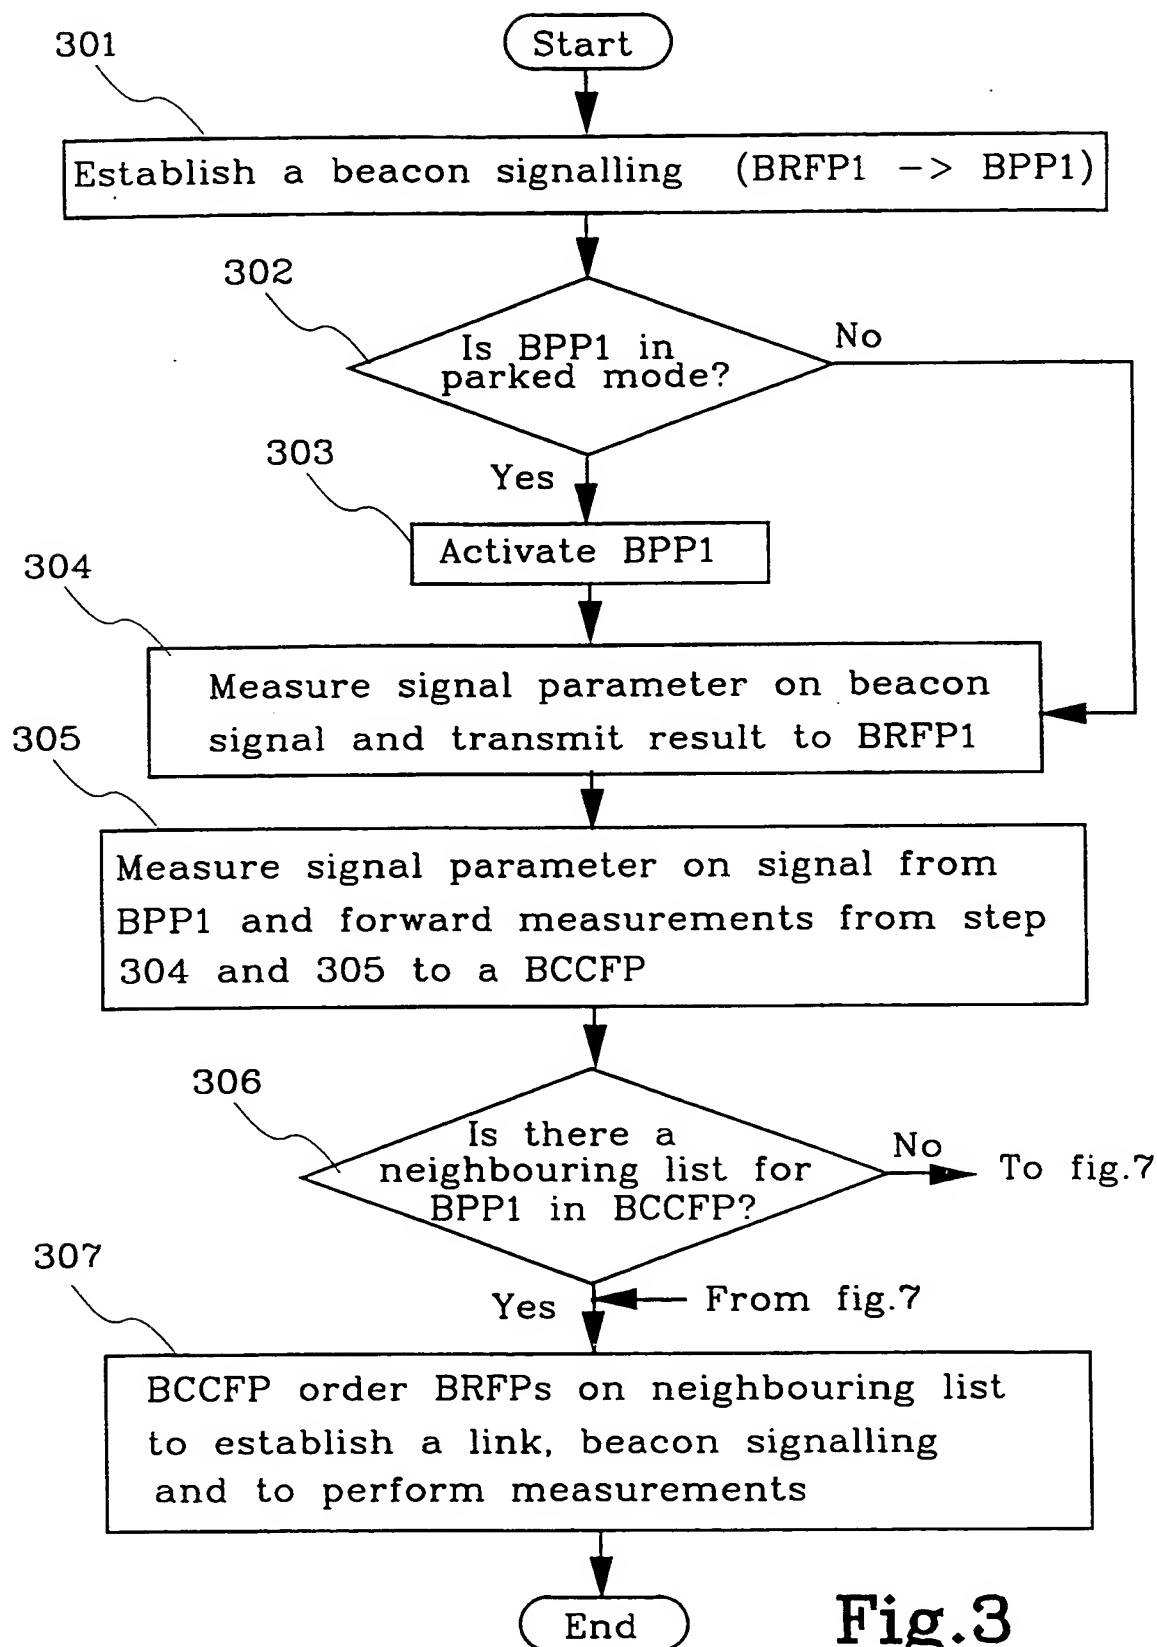 Start
301
Establish a beacon signalling (BRFP1 -> BPP1)
302
Is BPP1 in
parked mode?
No
303
Yes
Activate BPP1
304
Measure signal parameter on beacon
signal and transmit result to BRFP1
305
Measure signal parameter on signal from
BPP1 and forward measurements from step
304 and 305 to a BCCFP
306
Is there a
neighbouring list for
BPP1 in BCCFP?
No
To fig.7
307
Yes
From fig.7
BCCFP order BRFPs on neighbouring list
to establish a link, beacon signalling
and to perform measurements
End
Fig.3